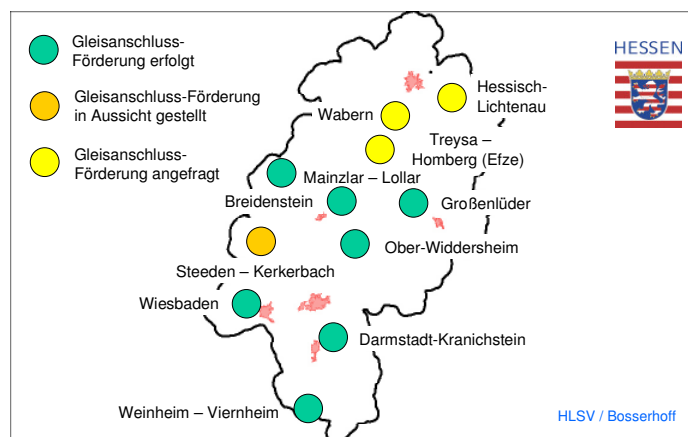 Gleisanschluss-
Förderung erfolgt
Gleisanschluss-Förderung
in Aussicht gestellt
Gleisanschluss-
Förderung angefragt
HESSEN
Hessisch-
Lichtenau
Wabern
Treysa –
Homberg (Efze)
Mainzlar – Lollar
Breidenstein
Großenlüder
Ober-Widdersheim
Steeden – Kerkerbach
Wiesbaden
Darmstadt-Kranichstein
Weinheim – Viernheim
HLSV / Bosserhoff